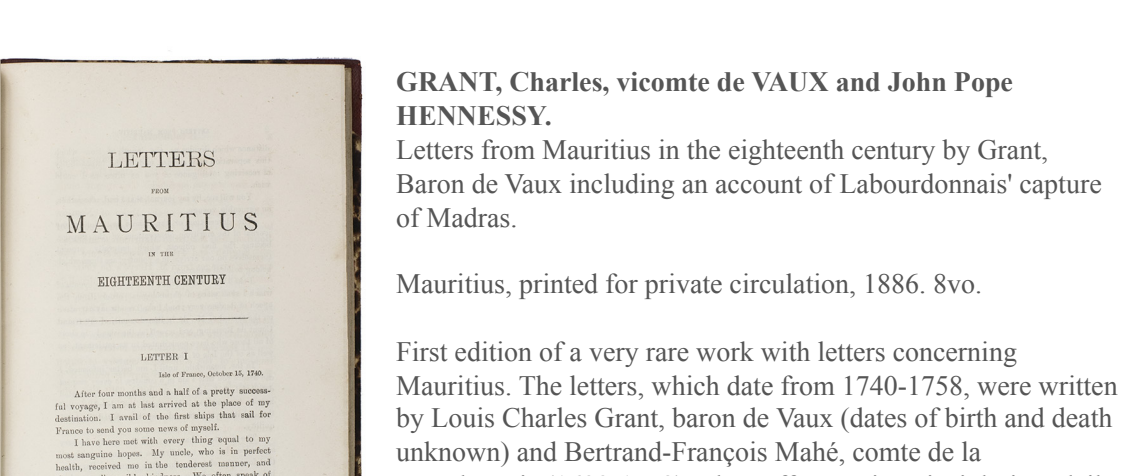 LETTERS
FROM
MAURITIUS
IN THE
EIGHTEENTH CENTURY
LETTER I
Isle of France, October 15, 1740.
After four months and a half of a pretty success-
ful voyage, I am at last arrived at the place of my
destination. I avail of the first ships that sail for
France to send you some news of myself.
I have here met with every thing equal to my
most sanguine hopes. My uncle, who is in perfect
health, received me in the tenderest manner, and
GRANT, Charles, vicomte de VAUX and John Pope
HENNESSY.
Letters from Mauritius in the eighteenth century by Grant,
Baron de Vaux including an account of Labourdonnais' capture
of Madras.
Mauritius, printed for private circulation, 1886. 8vo.
First edition of a very rare work with letters concerning
Mauritius. The letters, which date from 1740-1758, were written
by Louis Charles Grant, baron de Vaux (dates of birth and death
unknown) and Bertrand-François Mahé, comte de la